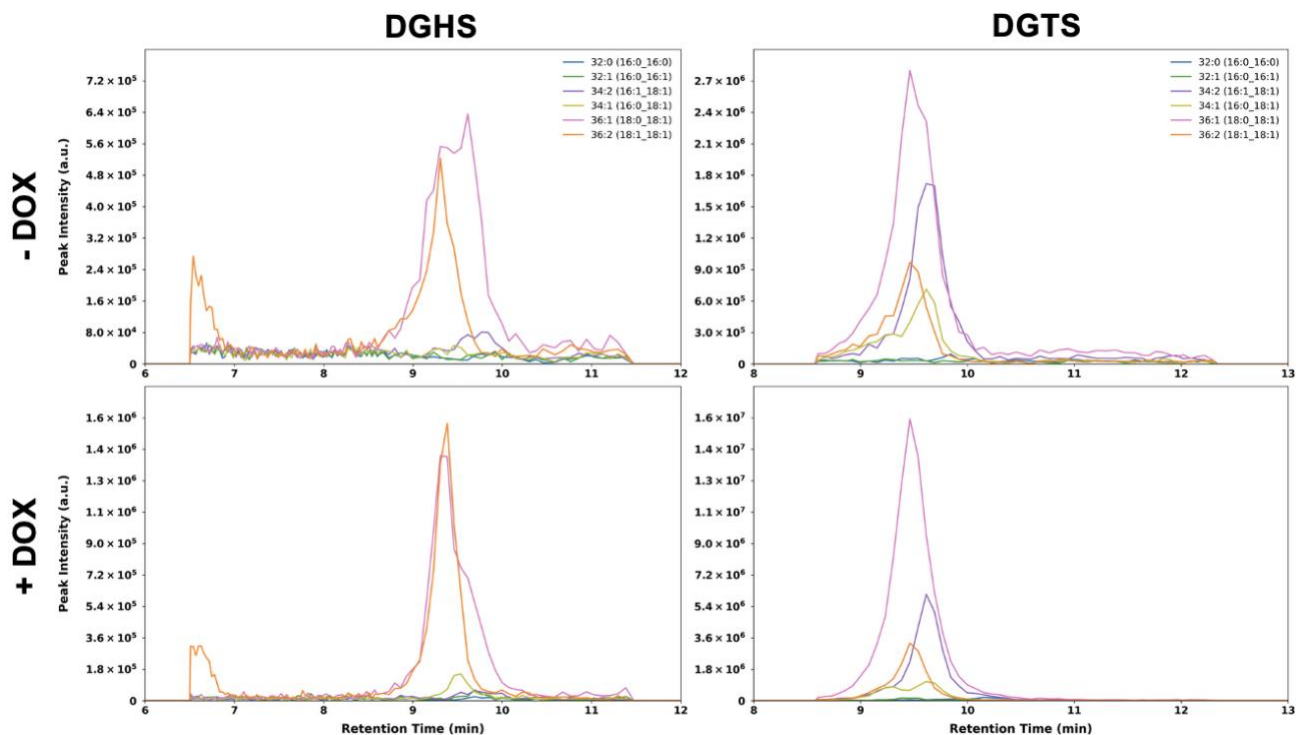 DGHS
DGTS
- DOX
Peak Intensity (a.u.)
7.2 × 10⁵
6.4 × 10⁵
5.6 × 10⁵
4.8 × 10⁵
4.0 × 10⁵
3.2 × 10⁵
2.4 × 10⁵
1.6 × 10⁵
8.0 × 10⁴
0
32:0 (16:0_16:0)
32:1 (16:0_16:1)
34:2 (16:1_18:1)
34:1 (16:0_18:1)
36:1 (18:0_18:1)
36:2 (18:1_18:1)
6 7 8 9 10 11 12
2.7 × 10⁶
2.4 × 10⁶
2.1 × 10⁶
1.8 × 10⁶
1.5 × 10⁶
1.2 × 10⁶
9.0 × 10⁵
6.0 × 10⁵
3.0 × 10⁵
0
32:0 (16:0_16:0)
32:1 (16:0_16:1)
34:2 (16:1_18:1)
34:1 (16:0_18:1)
36:1 (18:0_18:1)
36:2 (18:1_18:1)
8 9 10 11 12 13
+ DOX
Peak Intensity (a.u.)
1.6 × 10⁶
1.4 × 10⁶
1.3 × 10⁶
1.1 × 10⁶
9.0 × 10⁵
7.2 × 10⁵
5.4 × 10⁵
3.6 × 10⁵
1.8 × 10⁵
0
6 7 8 9 10 11 12
Retention Time (min)
1.6 × 10⁷
1.4 × 10⁷
1.3 × 10⁷
1.1 × 10⁷
9.0 × 10⁶
7.2 × 10⁶
5.4 × 10⁶
3.6 × 10⁶
1.8 × 10⁶
0
8 9 10 11 12 13
Retention Time (min)